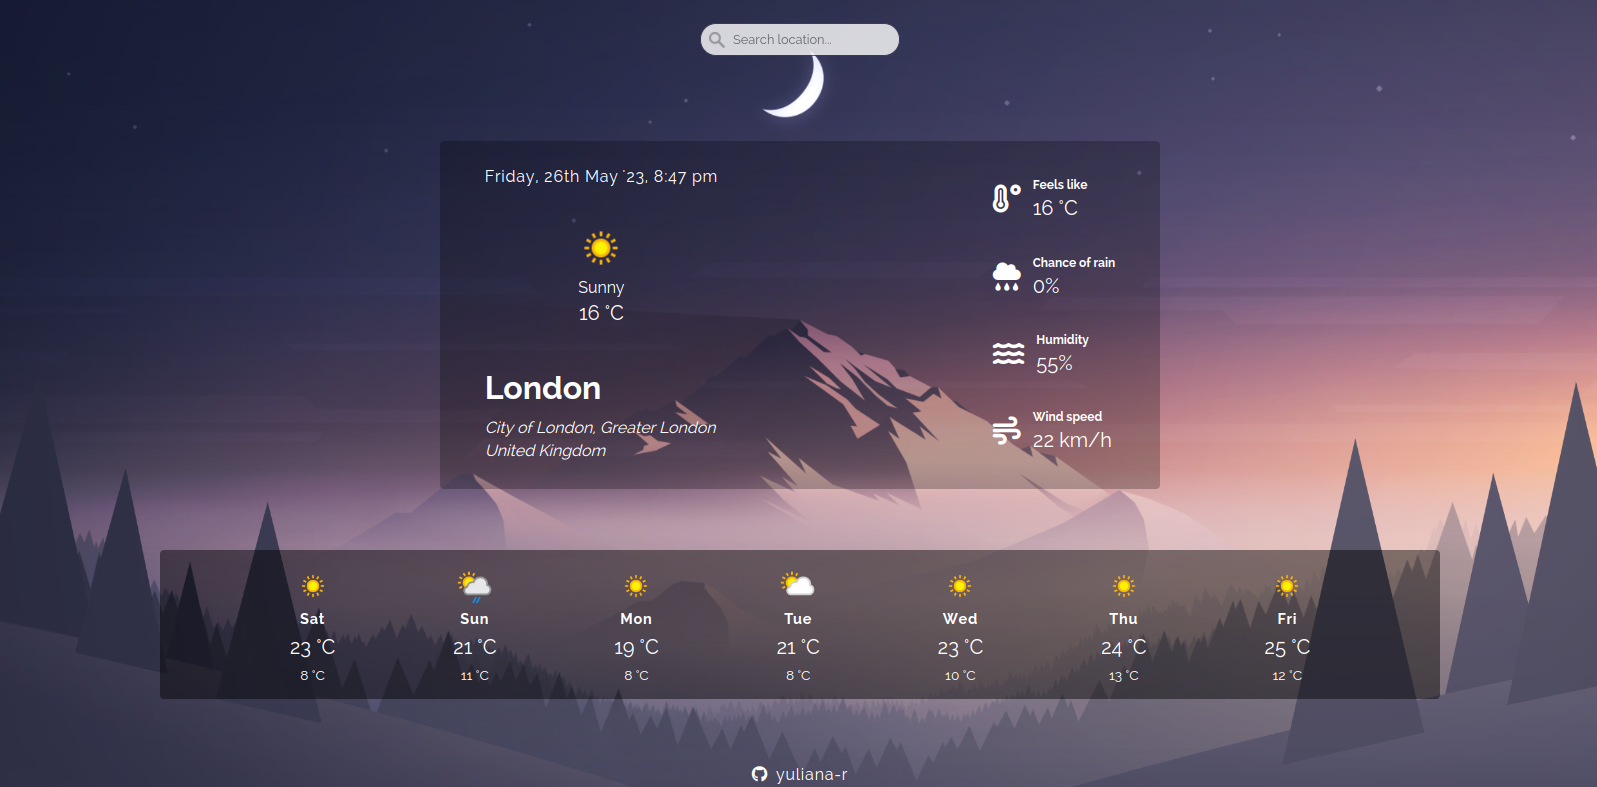 Search location...
Friday, 26th May '23, 8:47 pm
Sunny
16 °C
London
City of London, Greater London
United Kingdom
Feels like
16 °C
Chance of rain
0%
Humidity
55%
Wind speed
22 km/h
Sat
23 °C
8 °C
Sun
21 °C
11 °C
Mon
19 °C
8 °C
Tue
21 °C
8 °C
Wed
23 °C
10 °C
Thu
24 °C
13 °C
Fri
25 °C
12 °C
yuliana-r